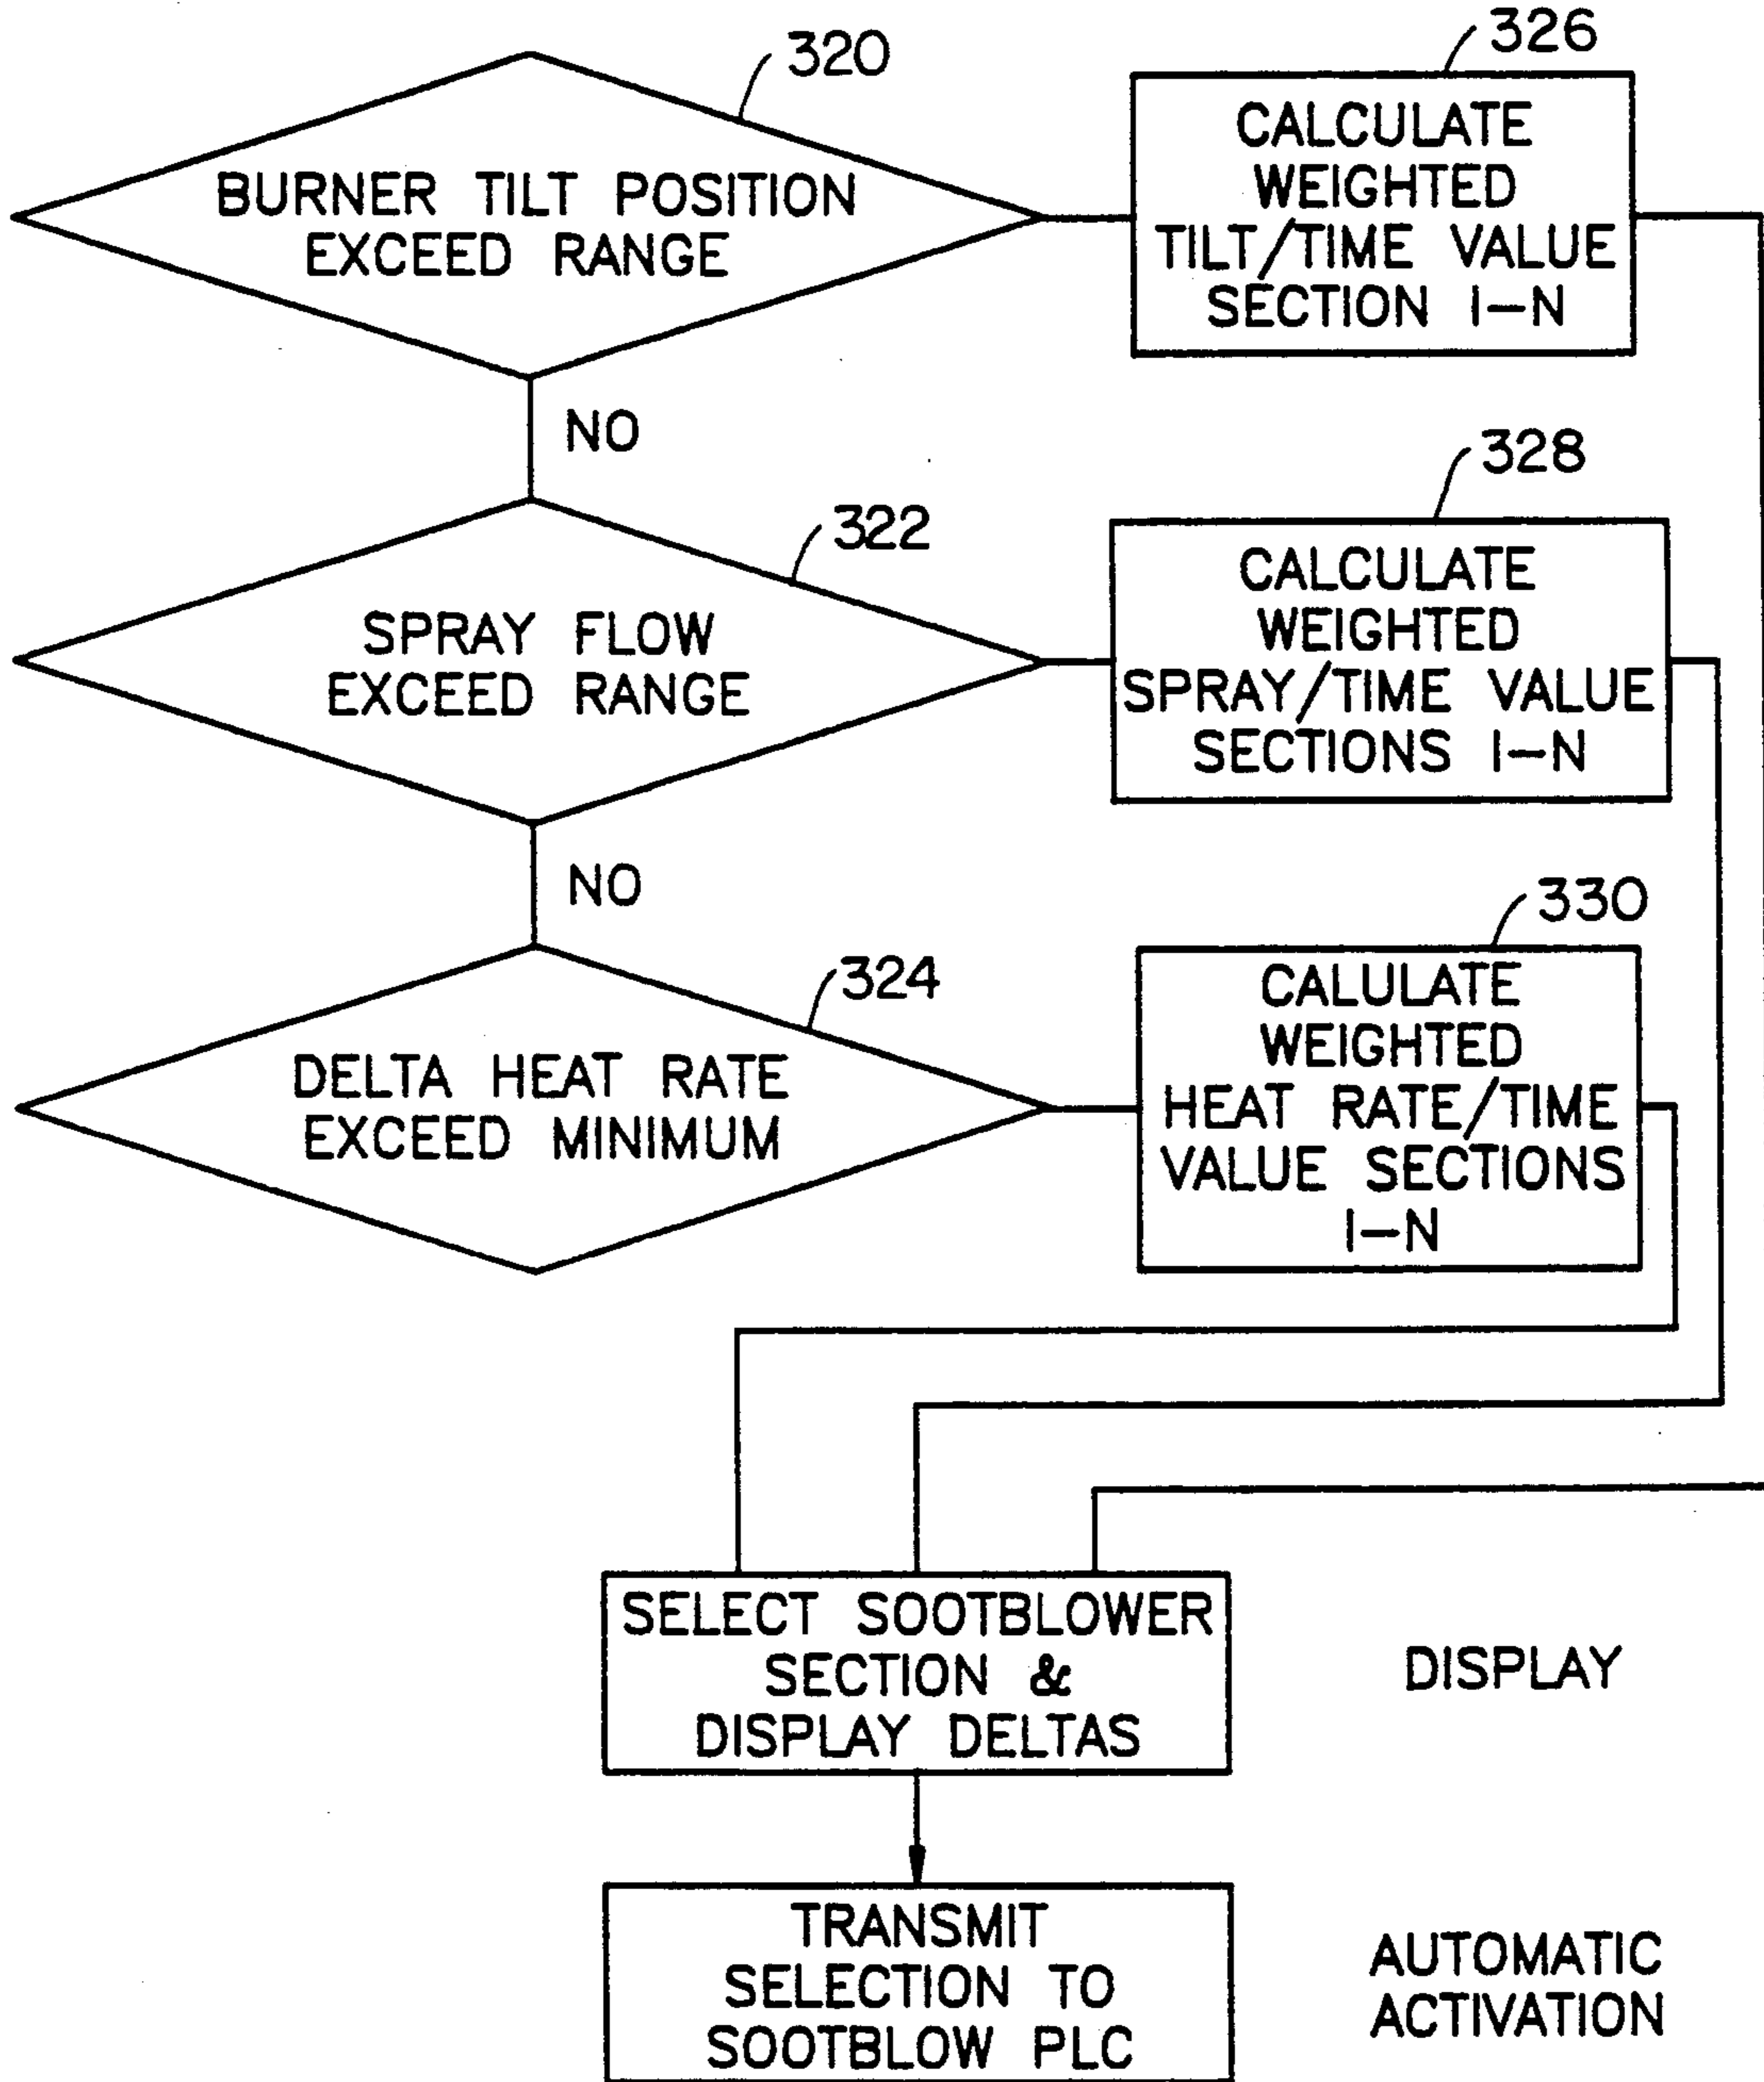 320
BURNER TILT POSITION
EXCEED RANGE
326
CALCULATE
WEIGHTED
TILT/TIME VALUE
SECTION I-N
NO
322
SPRAY FLOW
EXCEED RANGE
328
CALCULATE
WEIGHTED
SPRAY/TIME VALUE
SECTIONS I-N
NO
324
DELTA HEAT RATE
EXCEED MINIMUM
330
CALULATE
WEIGHTED
HEAT RATE/TIME
VALUE SECTIONS
I-N
SELECT SOOTBLOWER
SECTION &
DISPLAY DELTAS
DISPLAY
TRANSMIT
SELECTION TO
SOOTBLOW PLC
AUTOMATIC
ACTIVATION